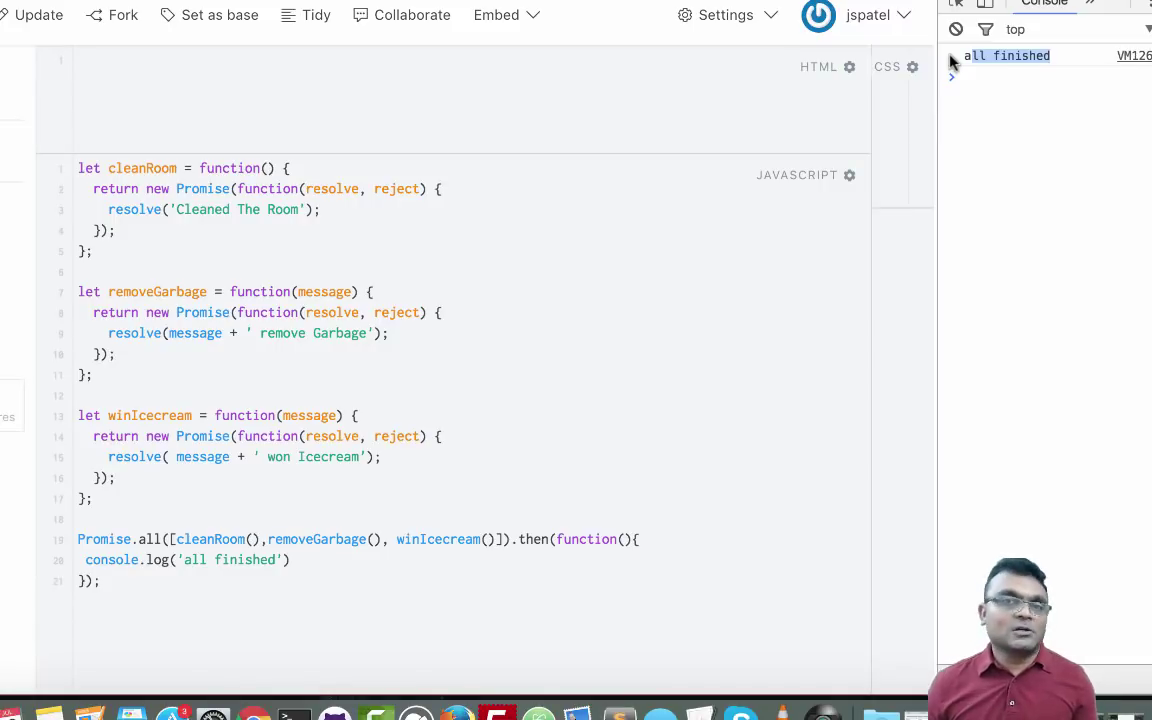 Update Fork Set as base Tidy Collaborate Embed Settings jspatel
Console »
top
all finished VM126
>
1
HTML CSS
JAVASCRIPT
1 let cleanRoom = function() {
2 return new Promise(function(resolve, reject) {
3 resolve('Cleaned The Room');
4 });
5 };
6
7 let removeGarbage = function(message) {
8 return new Promise(function(resolve, reject) {
9 resolve(message + ' remove Garbage');
10 });
11 };
12
13 let winIcecream = function(message) {
14 return new Promise(function(resolve, reject) {
15 resolve( message + ' won Icecream');
16 });
17 };
18
19 Promise.all([cleanRoom(),removeGarbage(), winIcecream()]).then(function(){
20 console.log('all finished')
21 });
res
3